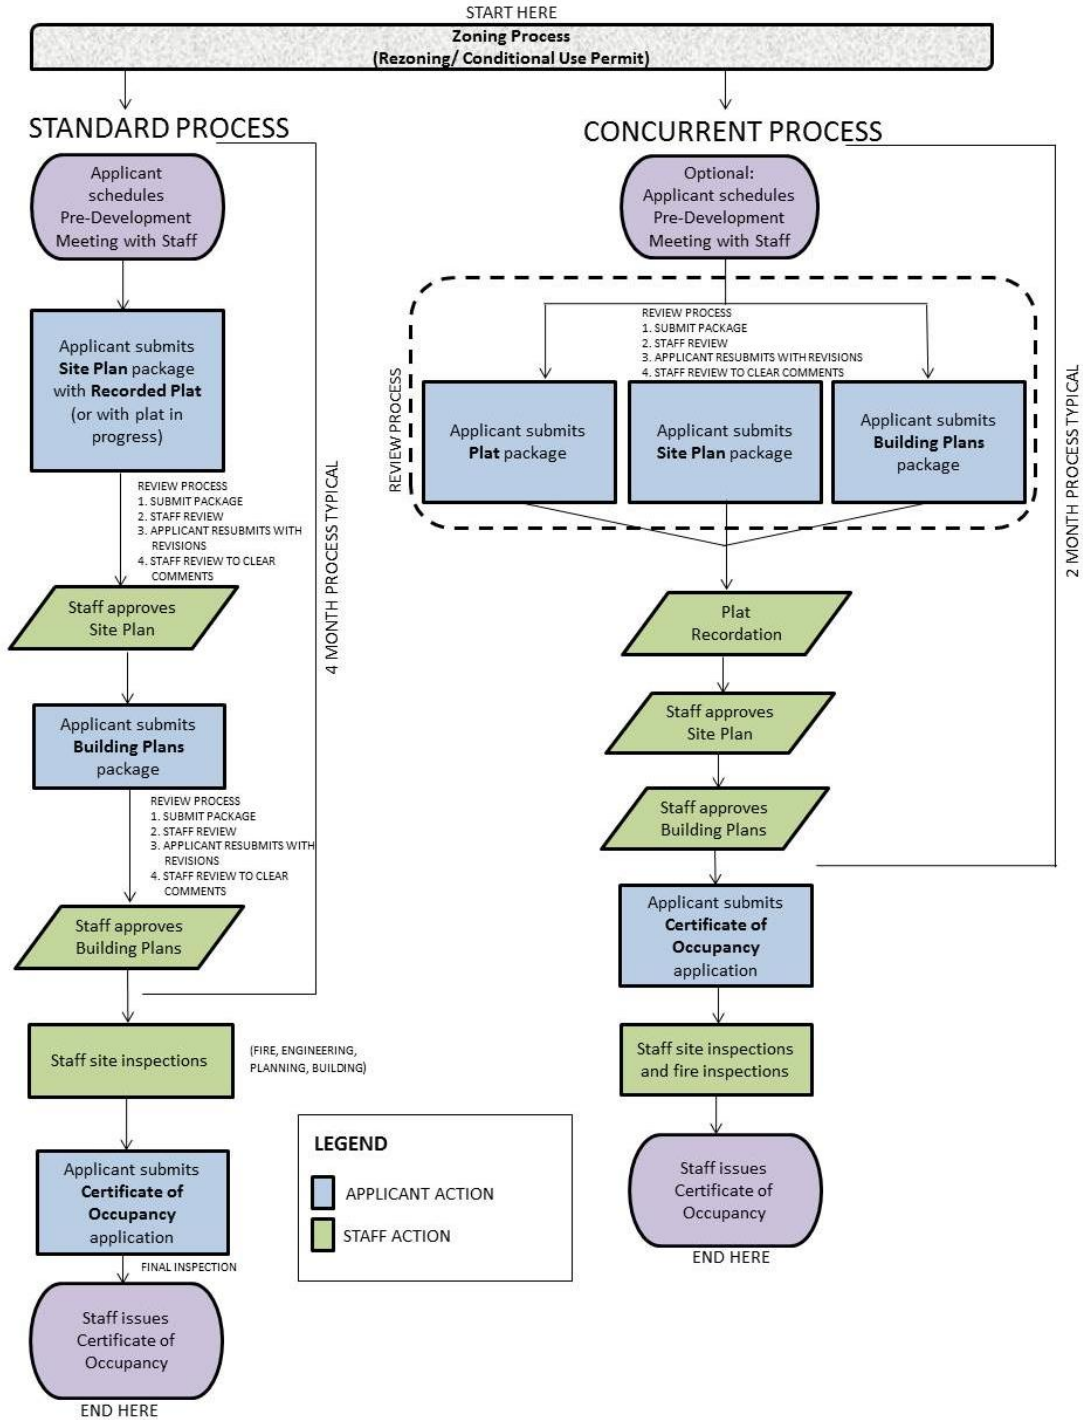 START HERE
Zoning Process
(Rezoning/ Conditional Use Permit)
STANDARD PROCESS
Applicant
schedules
Pre-Development
Meeting with Staff
Applicant submits
Site Plan package
with Recorded Plat
(or with plat in
progress)
REVIEW PROCESS
1. SUBMIT PACKAGE
2. STAFF REVIEW
3. APPLICANT RESUBMITS WITH
REVISIONS
4. STAFF REVIEW TO CLEAR
COMMENTS
4 MONTH PROCESS TYPICAL
Staff approves
Site Plan
Applicant submits
Building Plans
package
REVIEW PROCESS
1. SUBMIT PACKAGE
2. STAFF REVIEW
3. APPLICANT RESUBMITS WITH
REVISIONS
4. STAFF REVIEW TO CLEAR
COMMENTS
Staff approves
Building Plans
Staff site inspections
(FIRE, ENGINEERING,
PLANNING, BUILDING)
Applicant submits
Certificate of
Occupancy
application
FINAL INSPECTION
Staff issues
Certificate of
Occupancy
END HERE
CONCURRENT PROCESS
Optional:
Applicant schedules
Pre-Development
Meeting with Staff
REVIEW PROCESS
1. SUBMIT PACKAGE
2. STAFF REVIEW
3. APPLICANT RESUBMITS WITH REVISIONS
4. STAFF REVIEW TO CLEAR COMMENTS
REVIEW PROCESS
Applicant submits
Plat package
Applicant submits
Site Plan package
Applicant submits
Building Plans
package
2 MONTH PROCESS TYPICAL
Plat
Recordation
Staff approves
Site Plan
Staff approves
Building Plans
Applicant submits
Certificate of
Occupancy
application
Staff site inspections
and fire inspections
Staff issues
Certificate of
Occupancy
END HERE
LEGEND
APPLICANT ACTION
STAFF ACTION